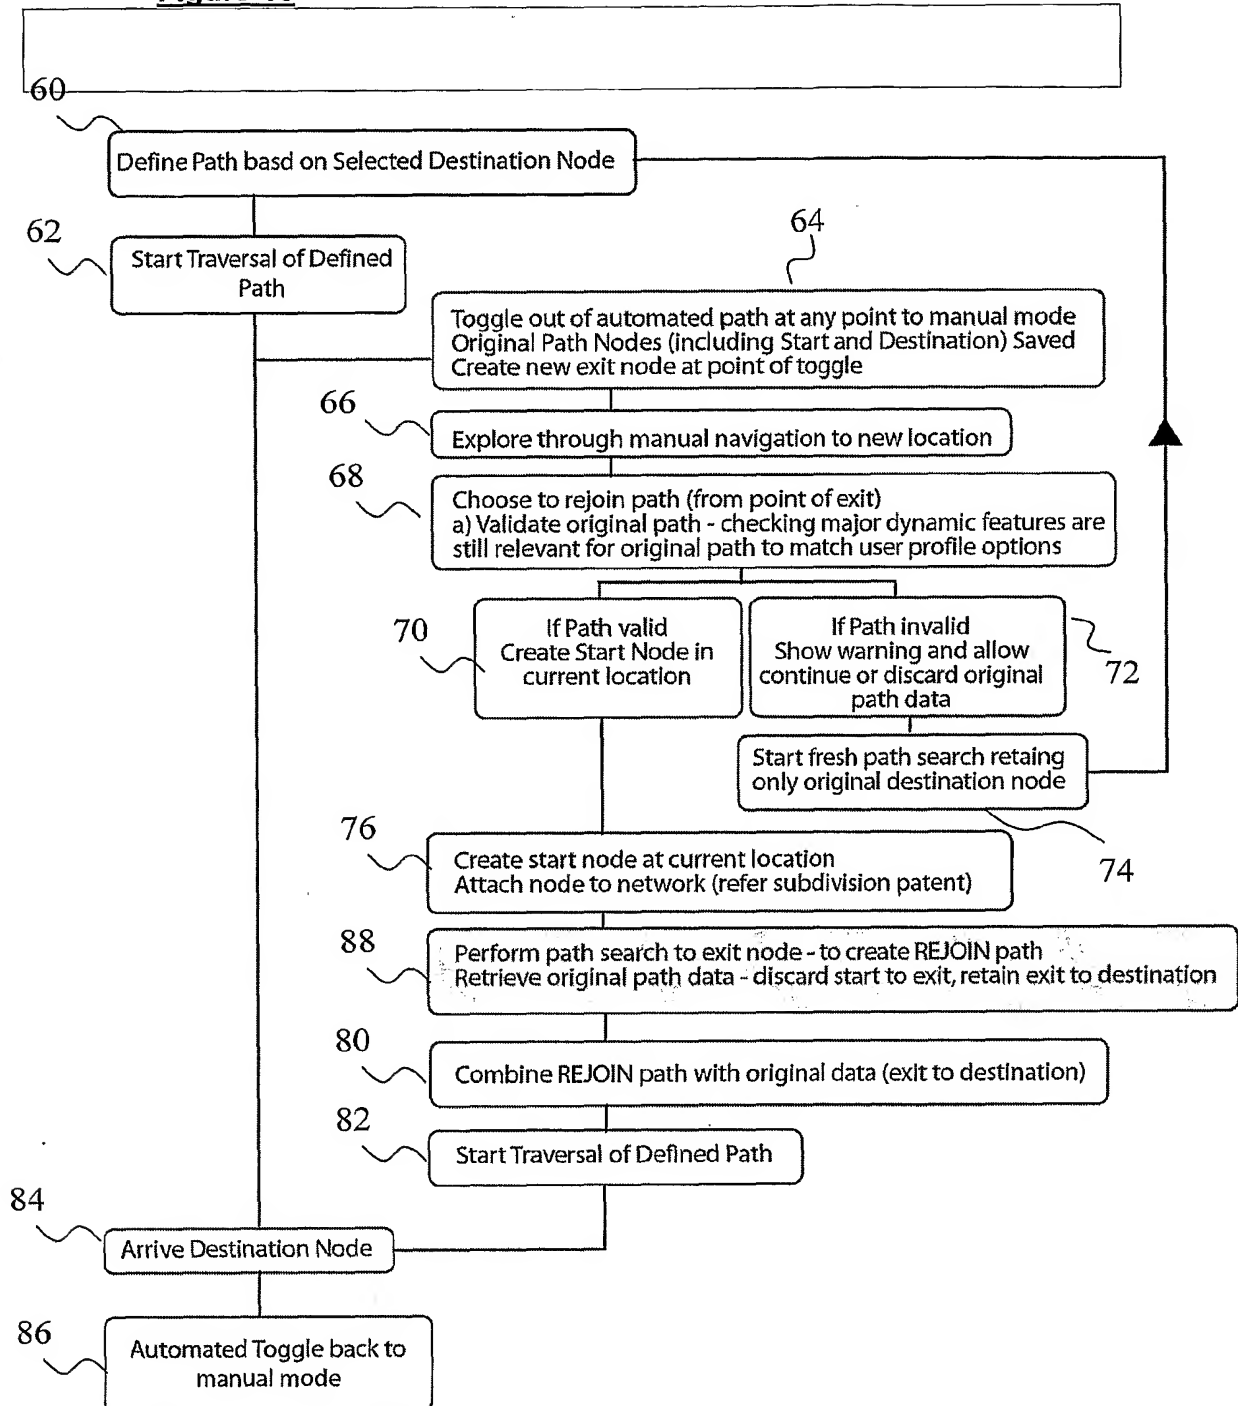 60
Define Path basd on Selected Destination Node
62
Start Traversal of Defined
Path
64
Toggle out of automated path at any point to manual mode
Original Path Nodes (including Start and Destination) Saved
Create new exit node at point of toggle
66
Explore through manual navigation to new location
68
Choose to rejoin path (from point of exit)
a) Validate original path - checking major dynamic features are
still relevant for original path to match user profile options
70
If Path valid
Create Start Node in
current location
If Path invalid
Show warning and allow
continue or discard original
path data
72
Start fresh path search retaing
only original destination node
74
76
Create start node at current location
Attach node to network (refer subdivision patent)
88
Perform path search to exit node - to create REJOIN path
Retrieve original path data - discard start to exit, retain exit to destination
80
Combine REJOIN path with original data (exit to destination)
82
Start Traversal of Defined Path
84
Arrive Destination Node
86
Automated Toggle back to
manual mode